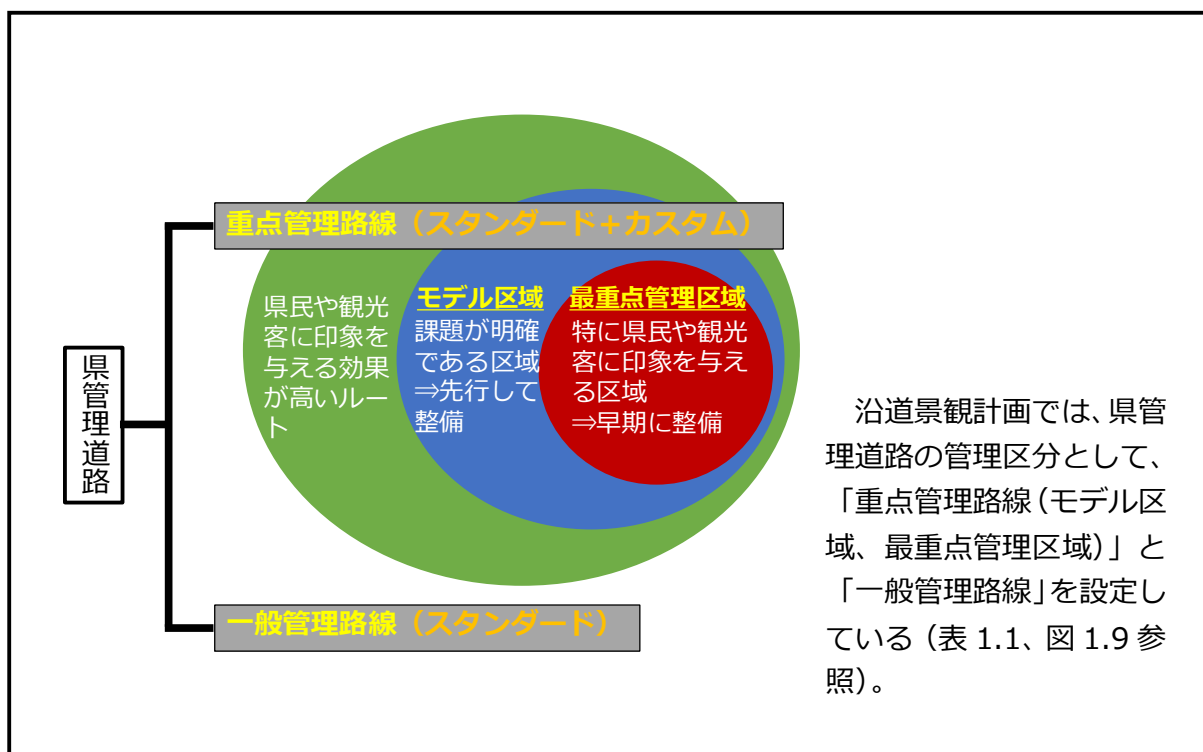 重点管理路線（スタンダード＋カスタム）
県民や観光
客に印象を
与える効果
が高いルー
ト
モデル区域
課題が明確
である区域
⇒先行して
整備
最重点管理区域
特に県民や観光
客に印象を与え
る区域
⇒早期に整備
県管理道路
一般管理路線（スタンダード）
沿道景観計画では、県管
理道路の管理区分として、
「重点管理路線（モデル区
域、最重点管理区域）」と
「一般管理路線」を設定し
ている（表 1.1、図 1.9 参
照）。